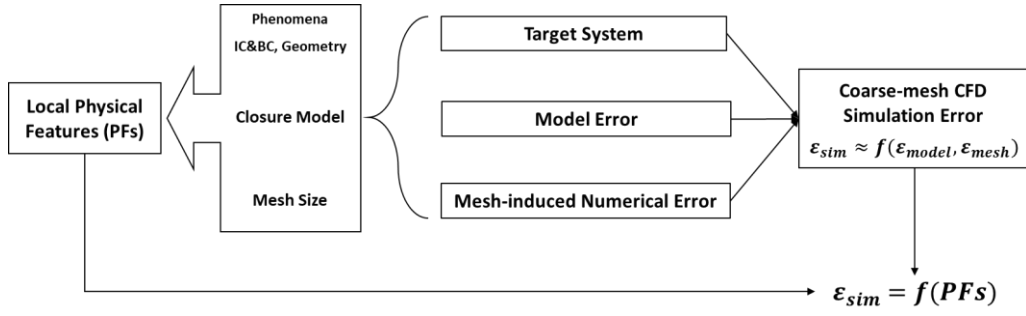 Local Physical
Features (PFs)
Phenomena
IC&BC, Geometry
Closure Model
Mesh Size
Target System
Model Error
Mesh-induced Numerical Error
Coarse-mesh CFD
Simulation Error
ε_sim ≈ f(ε_model, ε_mesh)
ε_sim = f(PFs)